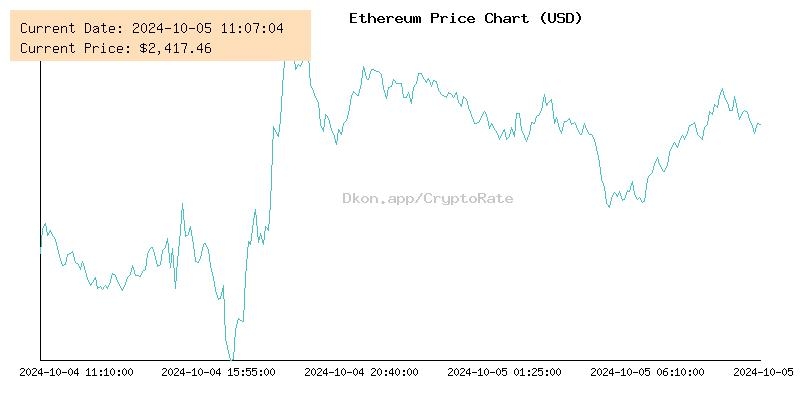 Ethereum Price Chart (USD)
Current Date: 2024-10-05 11:07:04
Current Price: $2,417.46
Dkon.app/CryptoRate
2024-10-04 11:10:00 2024-10-04 15:55:00 2024-10-04 20:40:00 2024-10-05 01:25:00 2024-10-05 06:10:00 2024-10-05